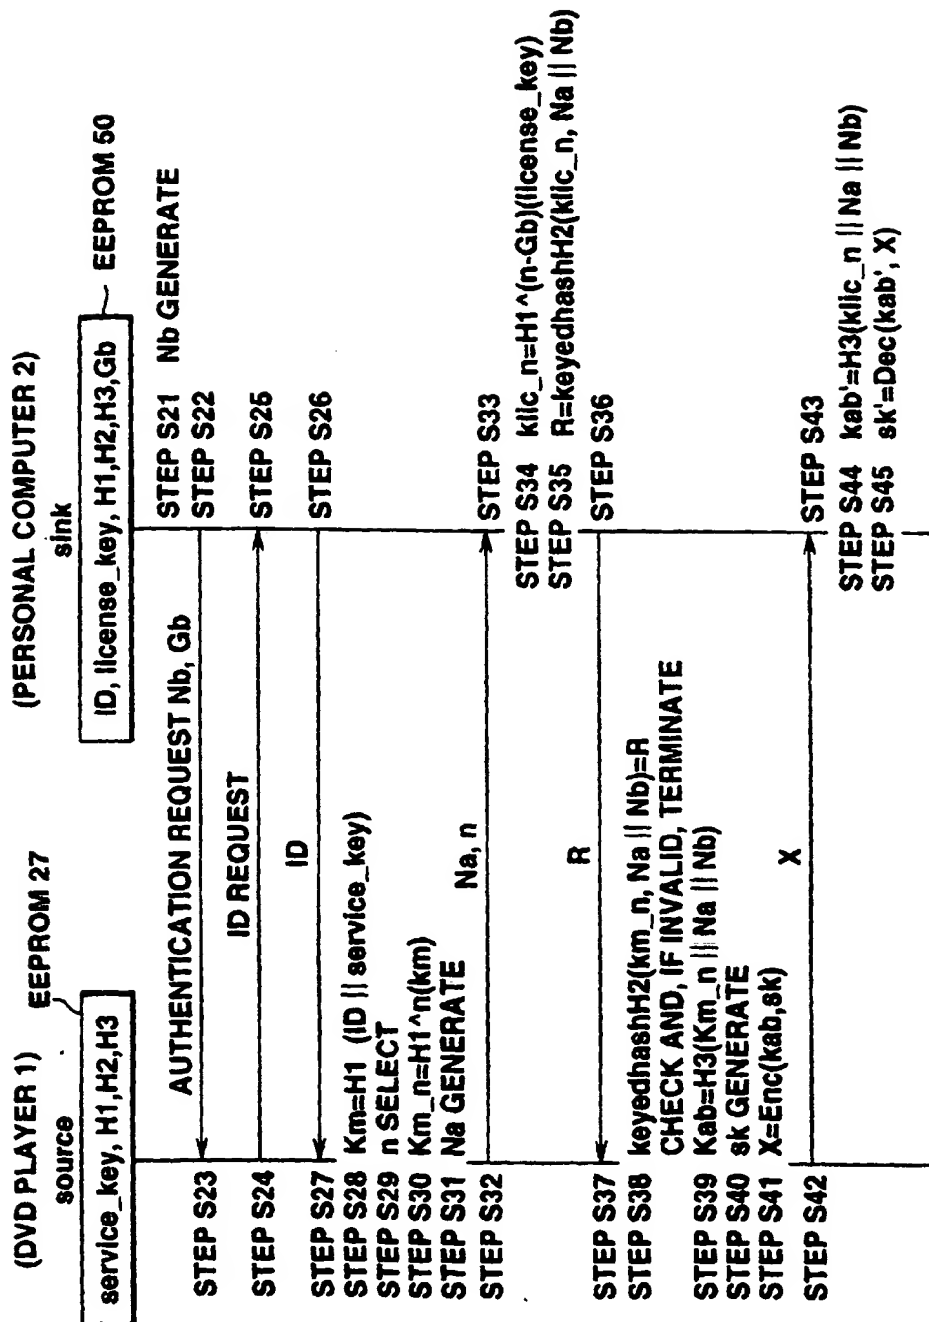 (DVD PLAYER 1)
source
EEPROM 27
service_key, H1,H2,H3
(PERSONAL COMPUTER 2)
sink
EEPROM 50
ID, license_key, H1,H2,H3,Gb
STEP S21 Nb GENERATE
STEP S22
AUTHENTICATION REQUEST Nb, Gb
STEP S23
STEP S24
ID REQUEST
STEP S25
STEP S26
ID
STEP S27
STEP S28 Km=H1 (ID || service_key)
STEP S29 n SELECT
STEP S30 Km_n=H1^n(km)
STEP S31 Na GENERATE
STEP S32
Na, n
STEP S33
STEP S34 klic_n=H1^(n-Gb)(license_key)
STEP S35 R=keyedhashH2(klic_n, Na || Nb)
STEP S36
R
STEP S37
STEP S38 keyedhashH2(km_n, Na || Nb)=R
CHECK AND, IF INVALID, TERMINATE
STEP S39 Kab=H3(Km_n || Na || Nb)
STEP S40 sk GENERATE
STEP S41 X=Enc(kab,sk)
STEP S42
X
STEP S43
STEP S44 kab'=H3(klic_n || Na || Nb)
STEP S45 sk'=Dec(kab', X)